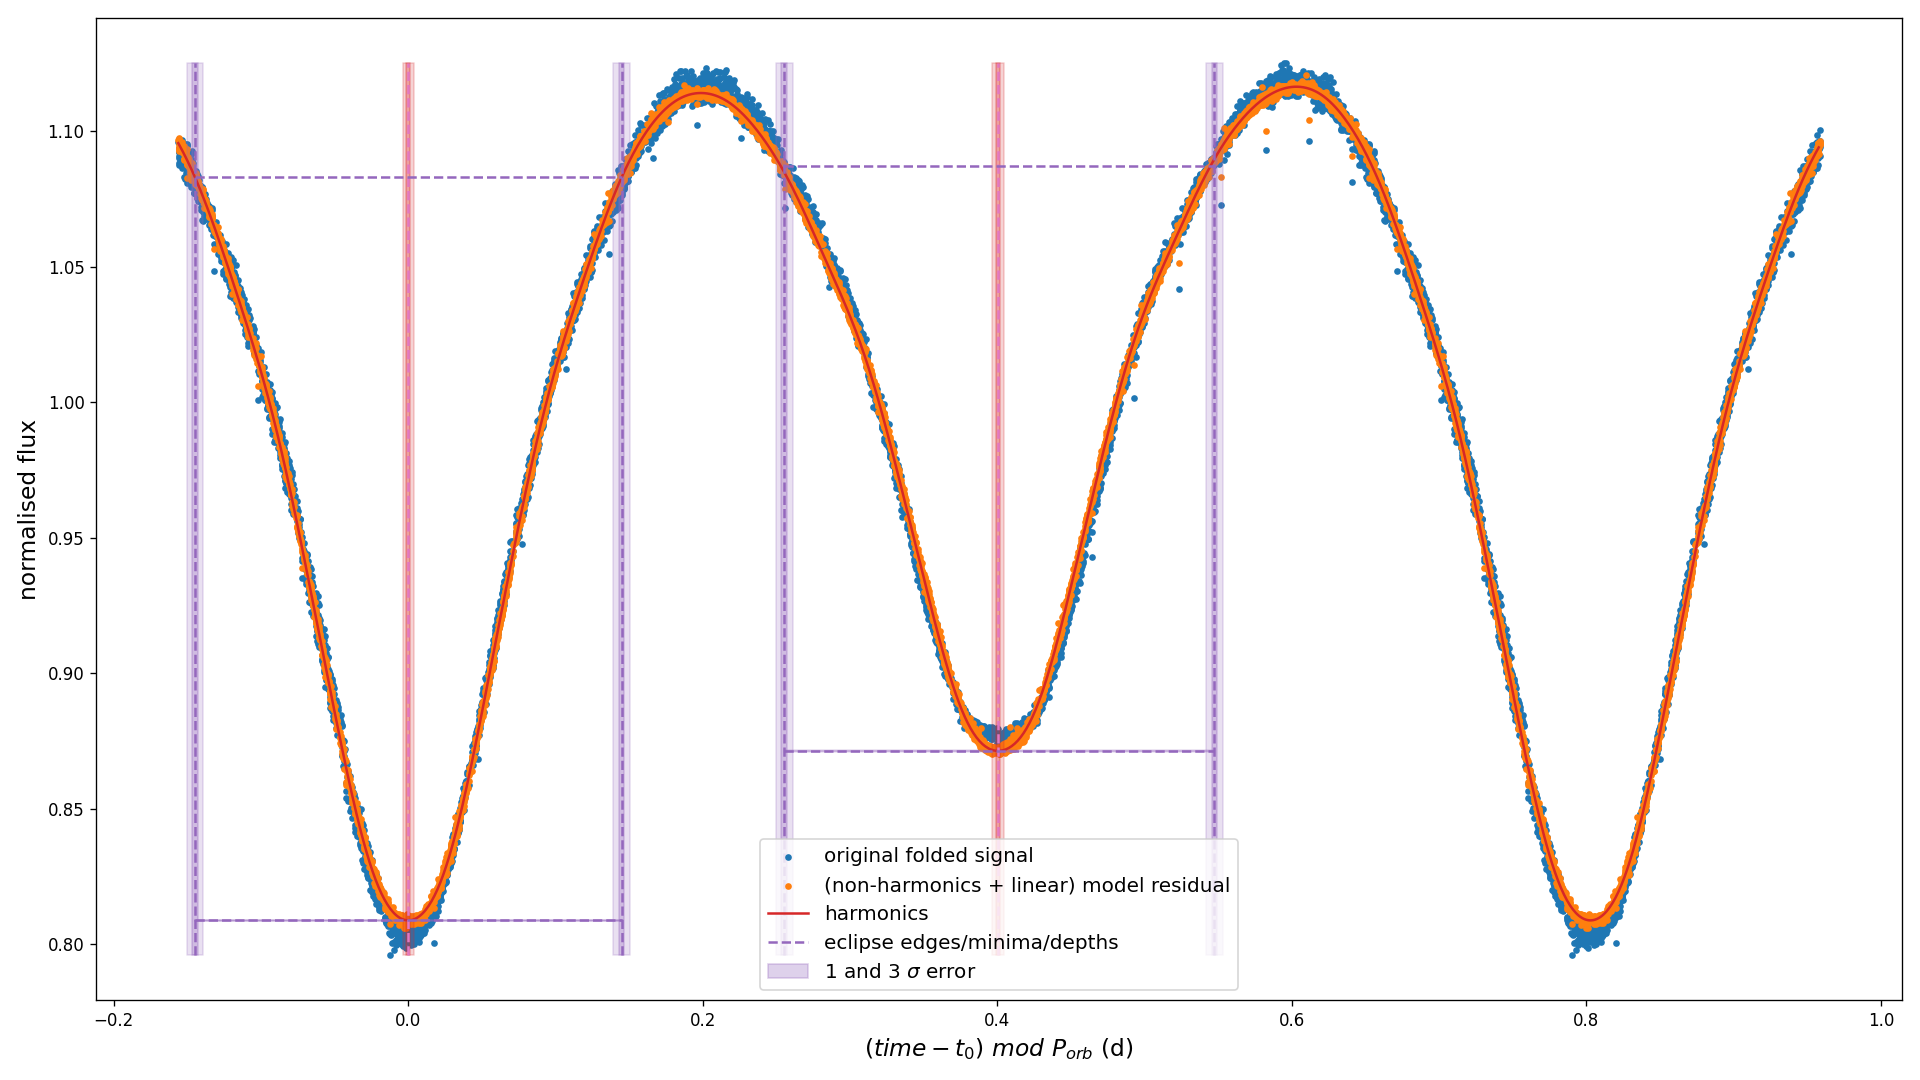 normalised flux
1.10
1.05
1.00
0.95
0.90
0.85
0.80
original folded signal
(non-harmonics + linear) model residual
harmonics
eclipse edges/minima/depths
1 and 3 σ error
−0.2 0.0 0.2 0.4 0.6 0.8 1.0
(time − t₀) mod P_orb (d)